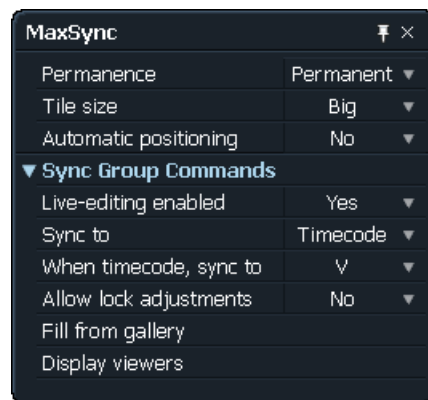 MaxSync
Permanence Permanent
Tile size Big
Automatic positioning No
Sync Group Commands
Live-editing enabled Yes
Sync to Timecode
When timecode, sync to V
Allow lock adjustments No
Fill from gallery
Display viewers